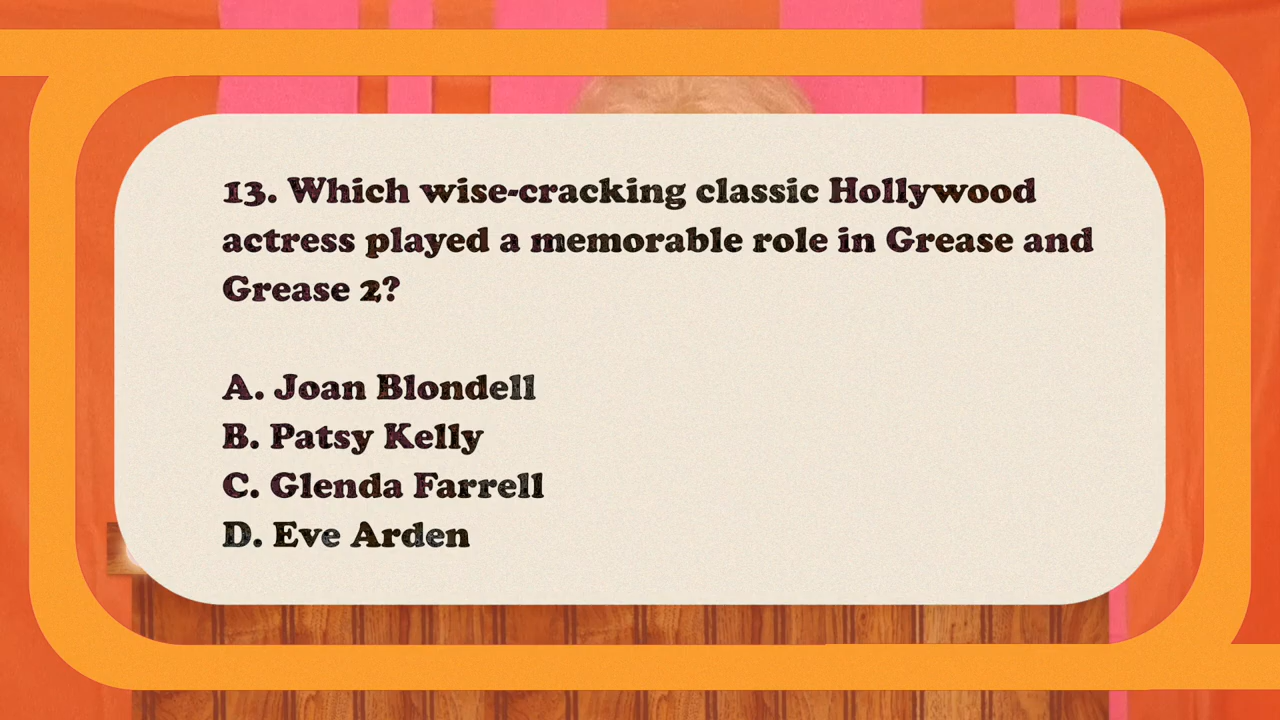 13. Which wise-cracking classic Hollywood
actress played a memorable role in Grease and
Grease 2?
A. Joan Blondell
B. Patsy Kelly
C. Glenda Farrell
D. Eve Arden